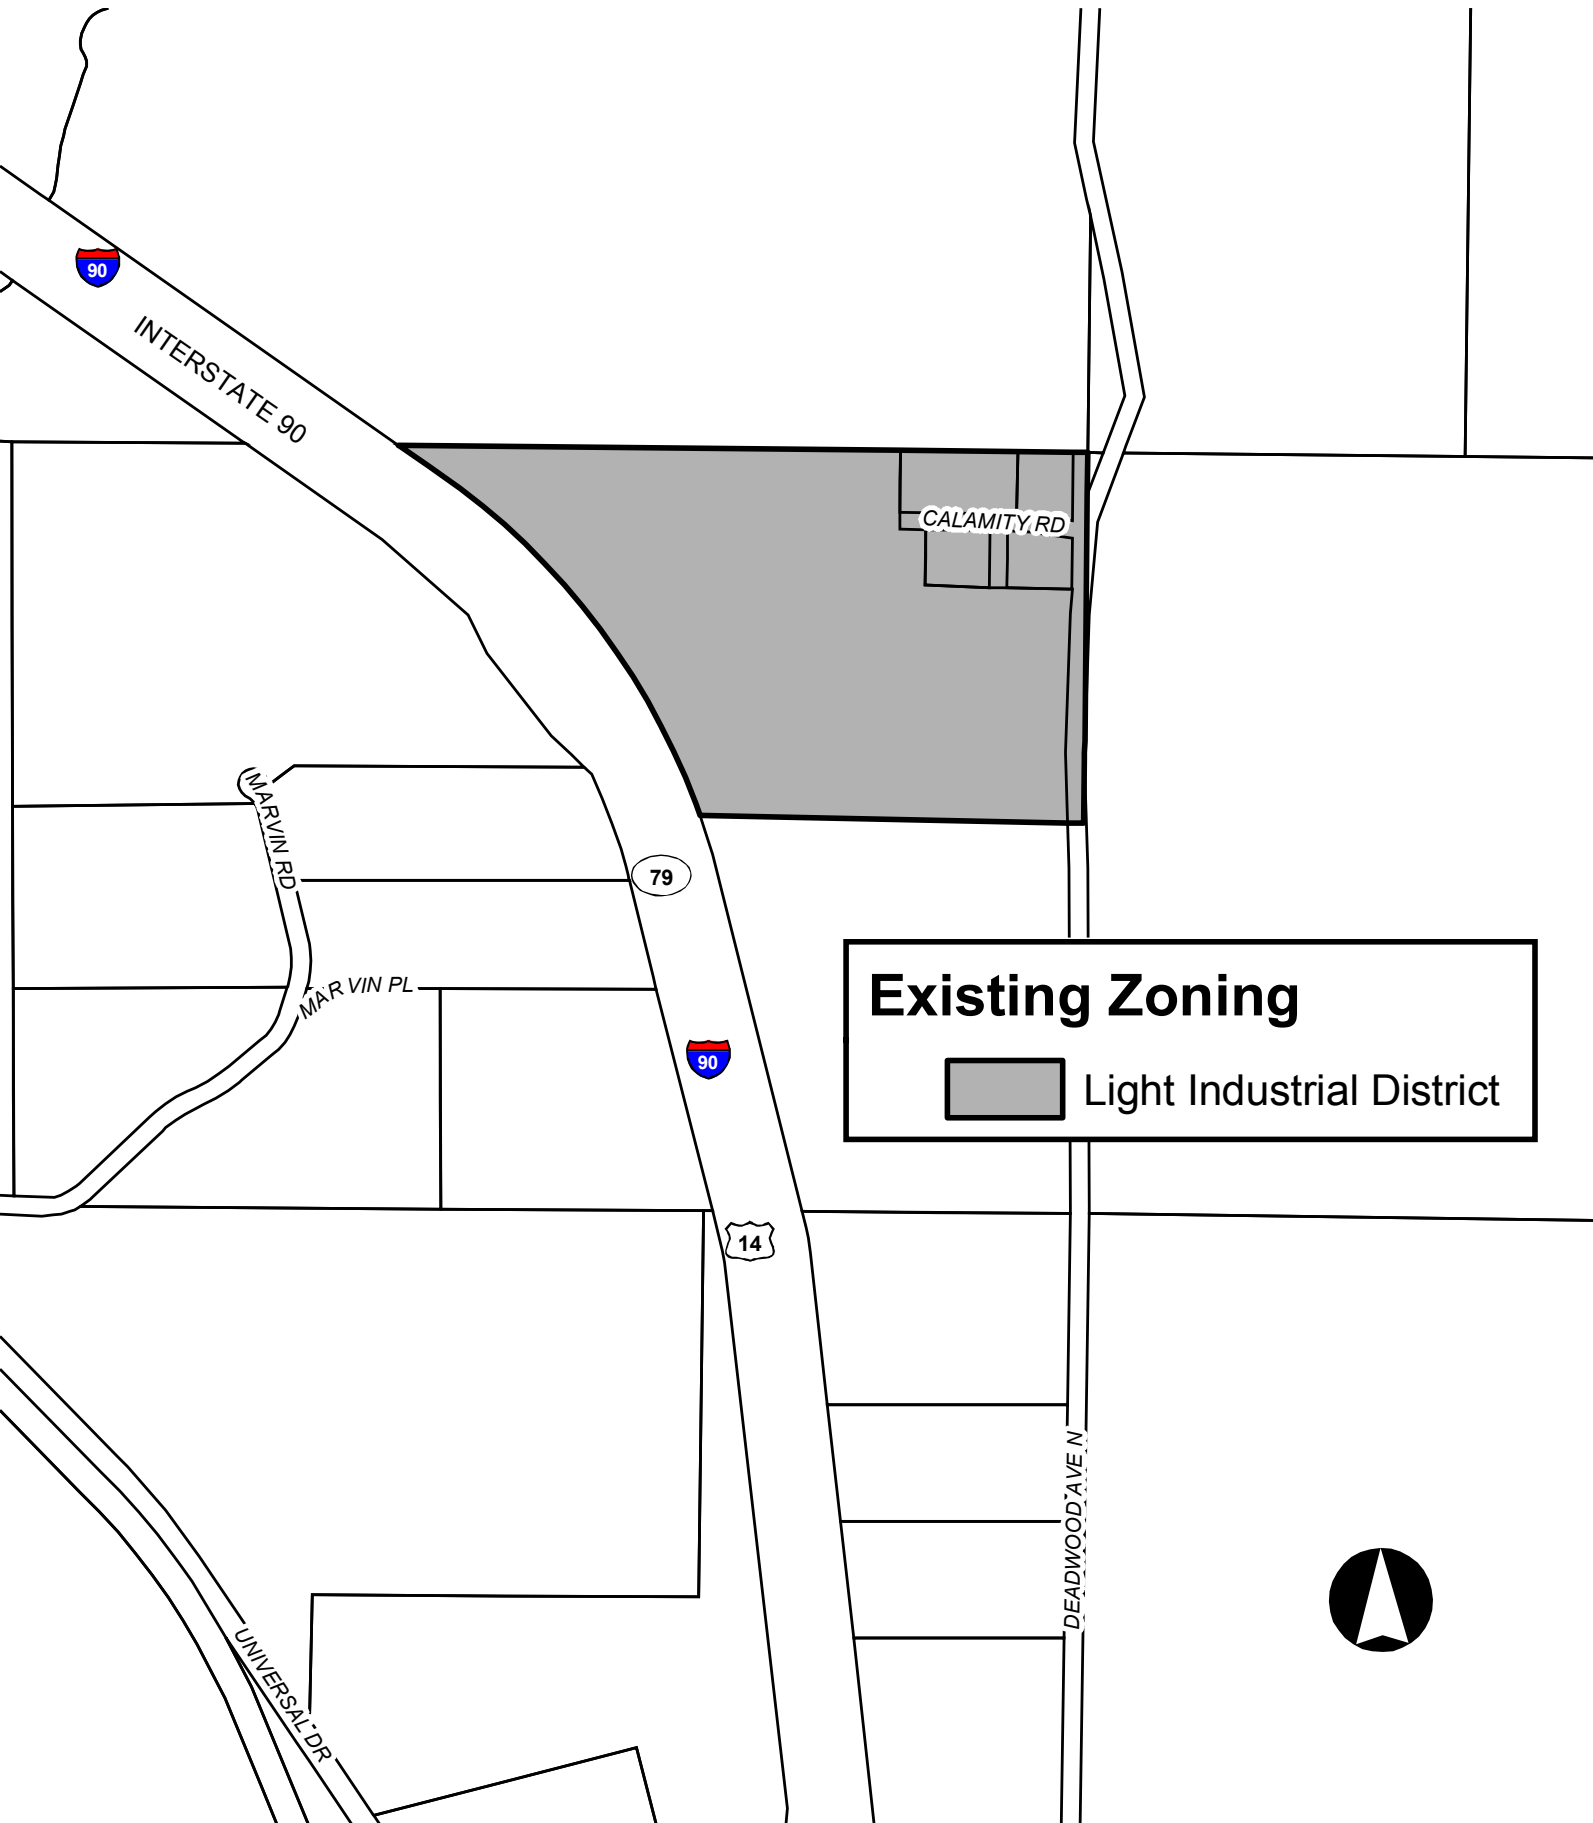 90
INTERSTATE 90
CALAMITY RD
MARVIN RD
79
MARVIN PL
Existing Zoning
90
Light Industrial District
14
DEADWOOD AVE N
UNIVERSAL DR